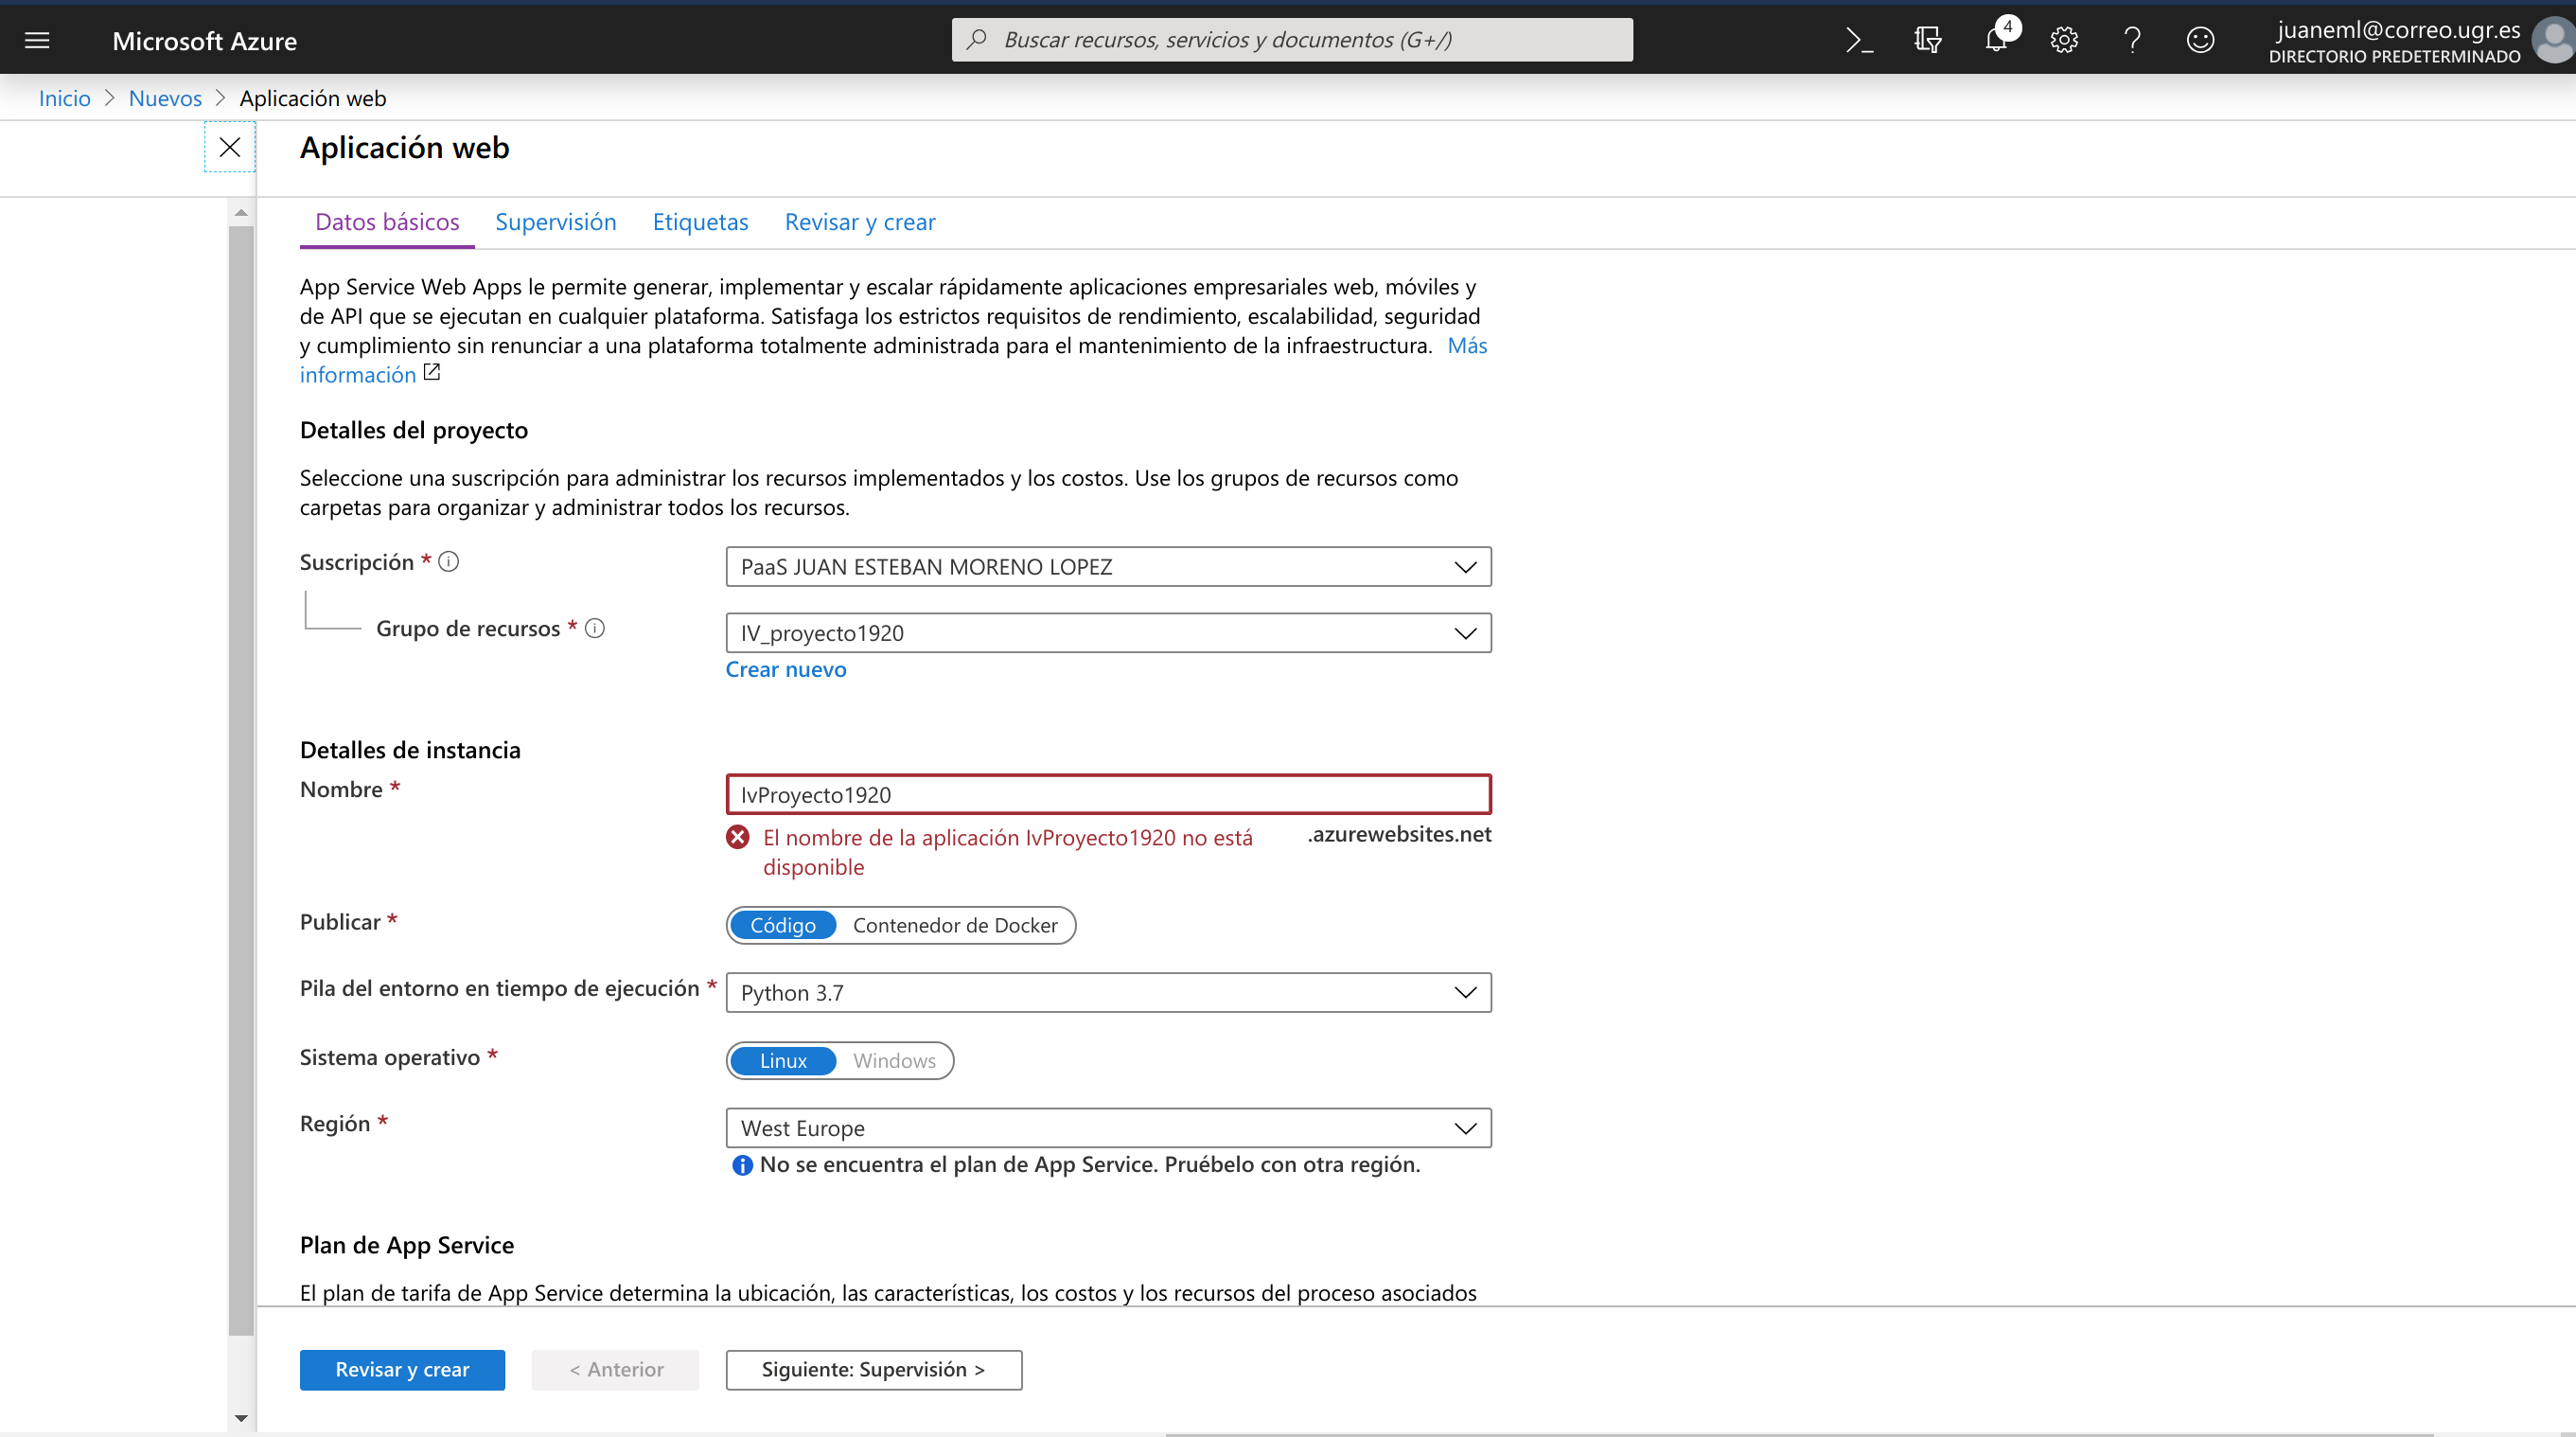 Microsoft Azure
Buscar recursos, servicios y documentos (G+/)
4
juaneml@correo.ugr.es
DIRECTORIO PREDETERMINADO
Inicio > Nuevos > Aplicación web
Aplicación web
Datos básicos Supervisión Etiquetas Revisar y crear
App Service Web Apps le permite generar, implementar y escalar rápidamente aplicaciones empresariales web, móviles y
de API que se ejecutan en cualquier plataforma. Satisfaga los estrictos requisitos de rendimiento, escalabilidad, seguridad
y cumplimiento sin renunciar a una plataforma totalmente administrada para el mantenimiento de la infraestructura. Más
información
Detalles del proyecto
Seleccione una suscripción para administrar los recursos implementados y los costos. Use los grupos de recursos como
carpetas para organizar y administrar todos los recursos.
Suscripción *
PaaS JUAN ESTEBAN MORENO LOPEZ
Grupo de recursos *
IV_proyecto1920
Crear nuevo
Detalles de instancia
Nombre *
IvProyecto1920
El nombre de la aplicación IvProyecto1920 no está
disponible
.azurewebsites.net
Publicar *
Código Contenedor de Docker
Pila del entorno en tiempo de ejecución *
Python 3.7
Sistema operativo *
Linux Windows
Región *
West Europe
No se encuentra el plan de App Service. Pruébelo con otra región.
Plan de App Service
El plan de tarifa de App Service determina la ubicación, las características, los costos y los recursos del proceso asociados
Revisar y crear
< Anterior
Siguiente: Supervisión >